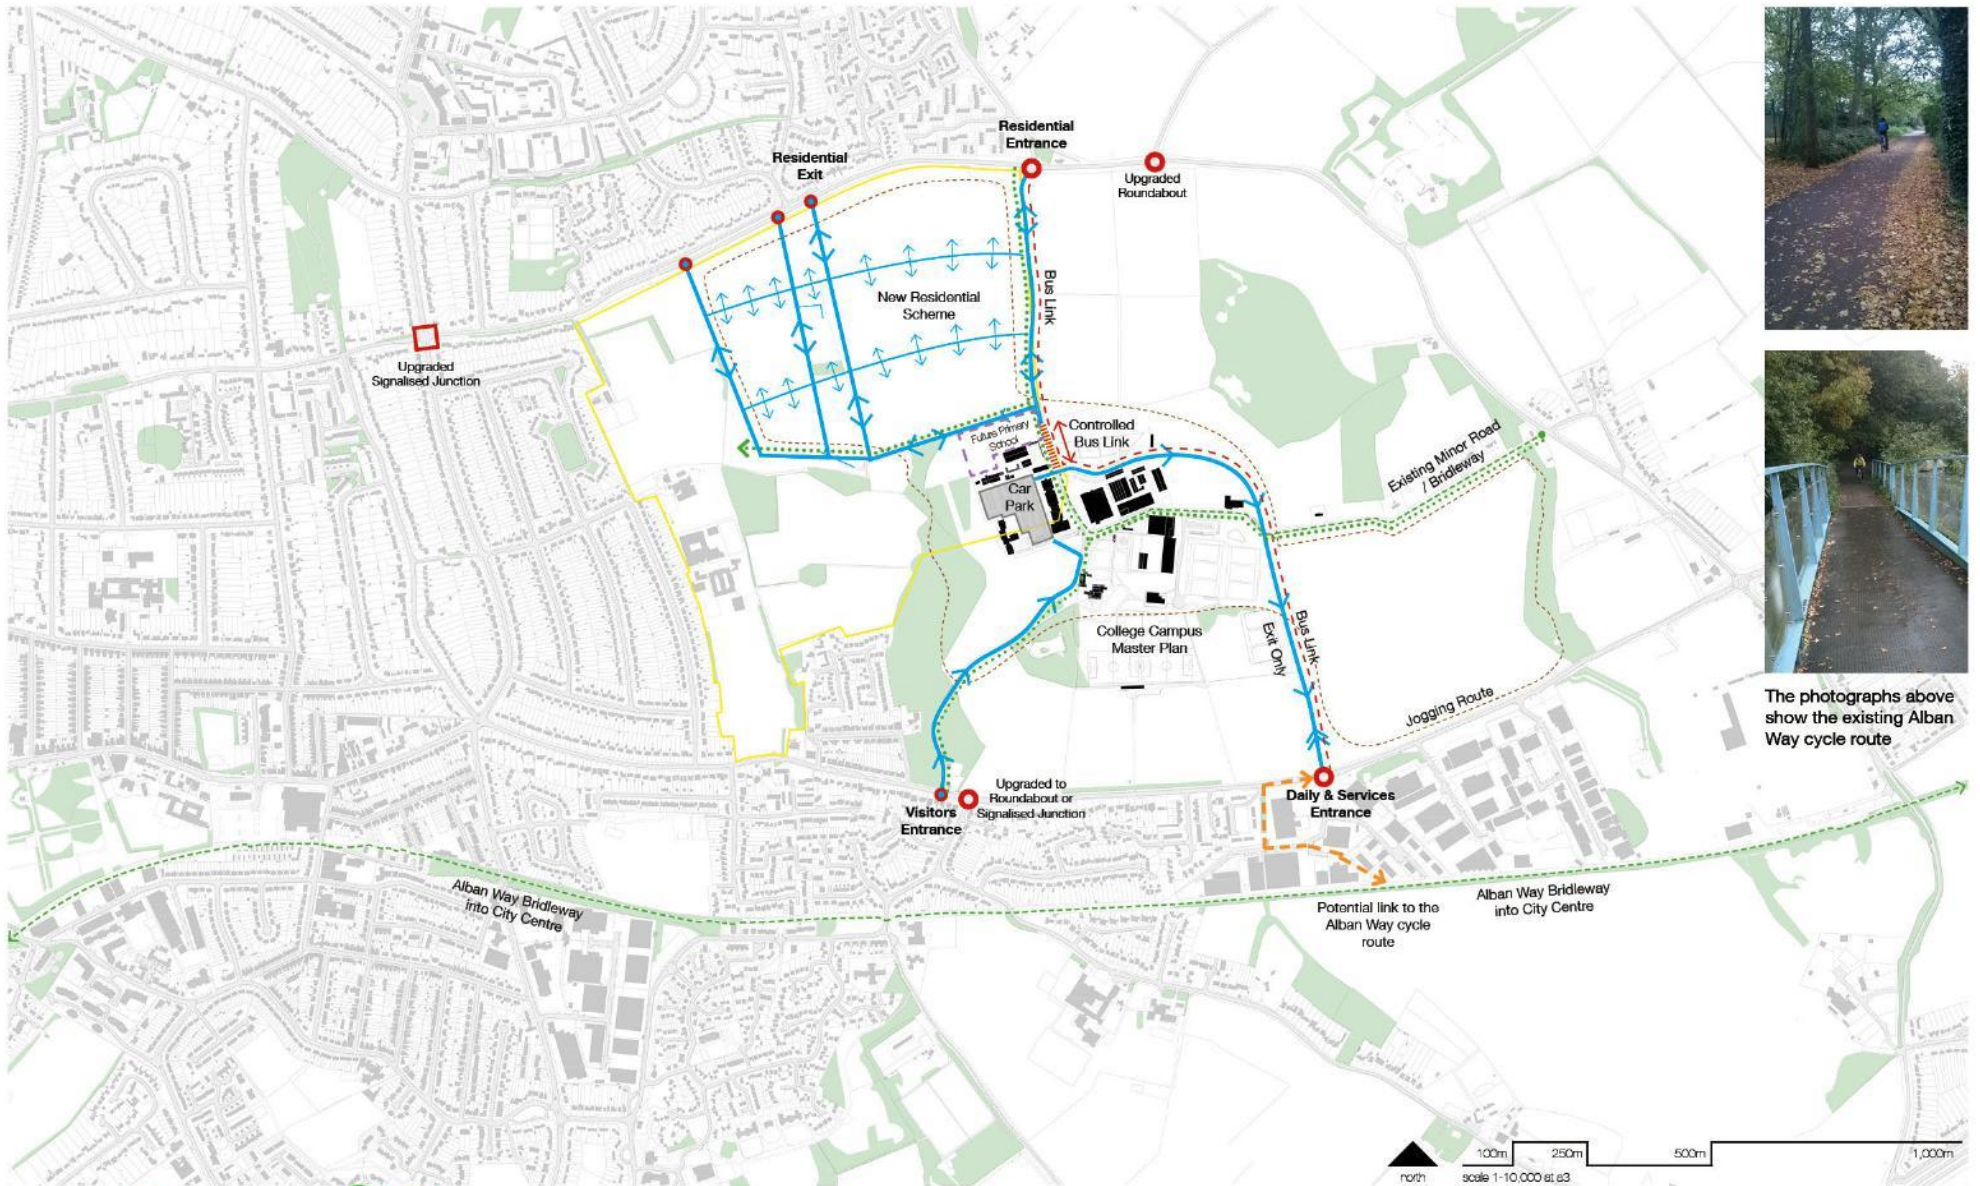 Residential
Entrance
Residential
Exit
Upgraded
Roundabout
Bus Link
New Residential
Scheme
Upgraded
Signalised Junction
Controlled
Bus Link
Future Primary
School
Existing Minor Road
/ Bridleway
Car
Park
College Campus
Master Plan
Bus Link
Exit Only
Jogging Route
The photographs above
show the existing Alban
Way cycle route
Upgraded to
Roundabout or
Signalised Junction
Visitors
Entrance
Daily & Services
Entrance
Alban Way Bridleway
into City Centre
Potential link to the
Alban Way cycle
route
Alban Way Bridleway
into City Centre
100m 250m 500m 1,000m
north
scale 1-10,000 at a3